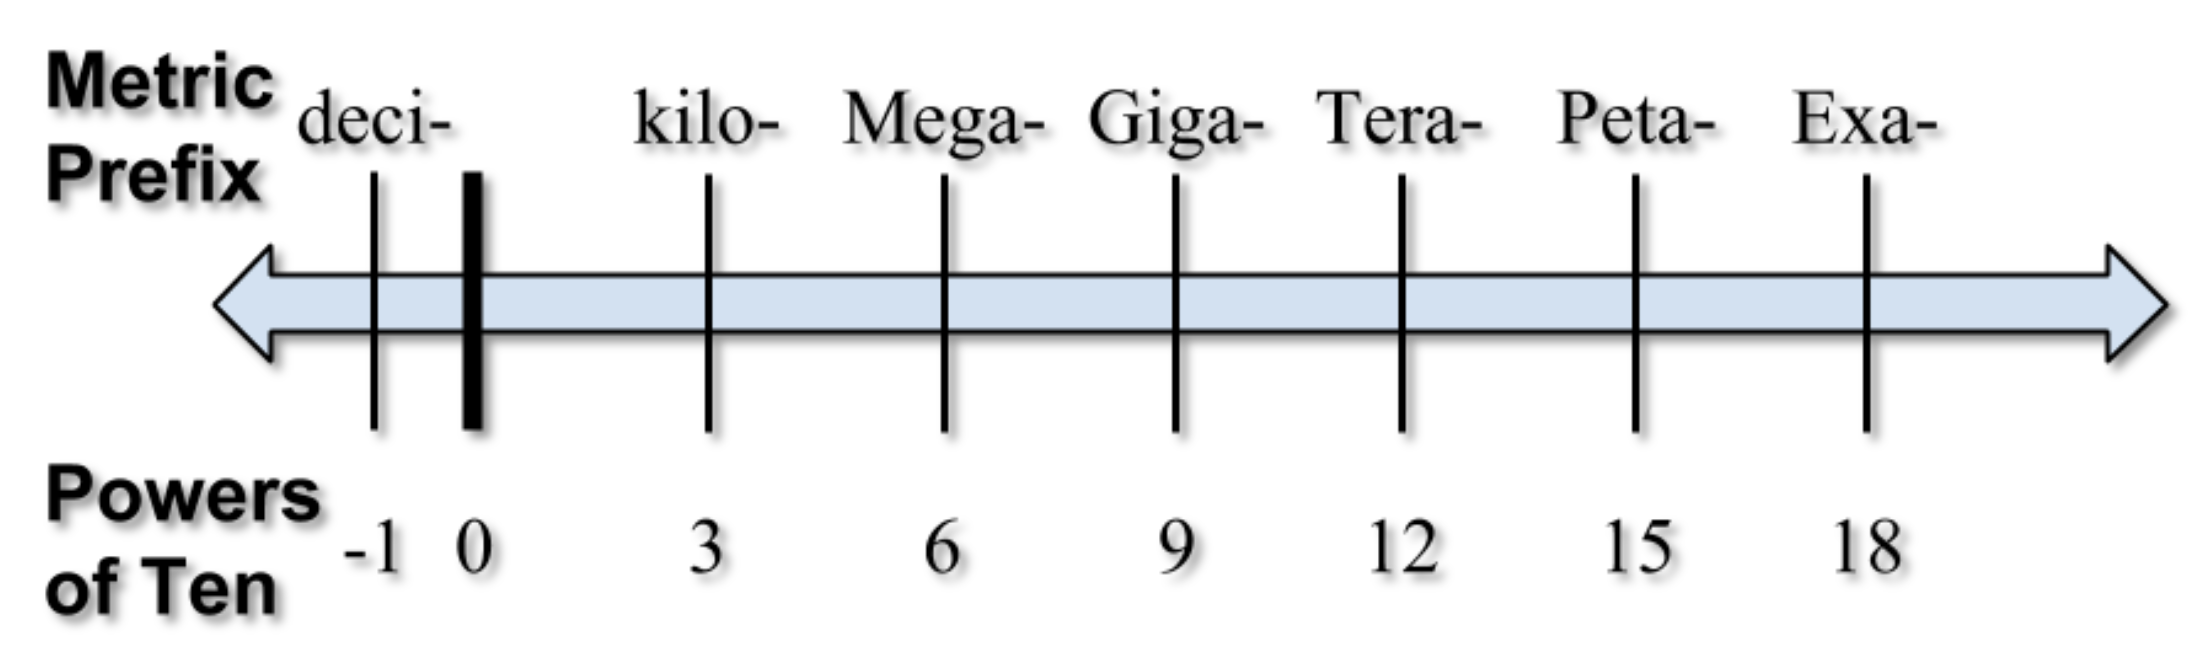 Metric
Prefix
deci- kilo- Mega- Giga- Tera- Peta- Exa-
Powers
of Ten
-1 0 3 6 9 12 15 18